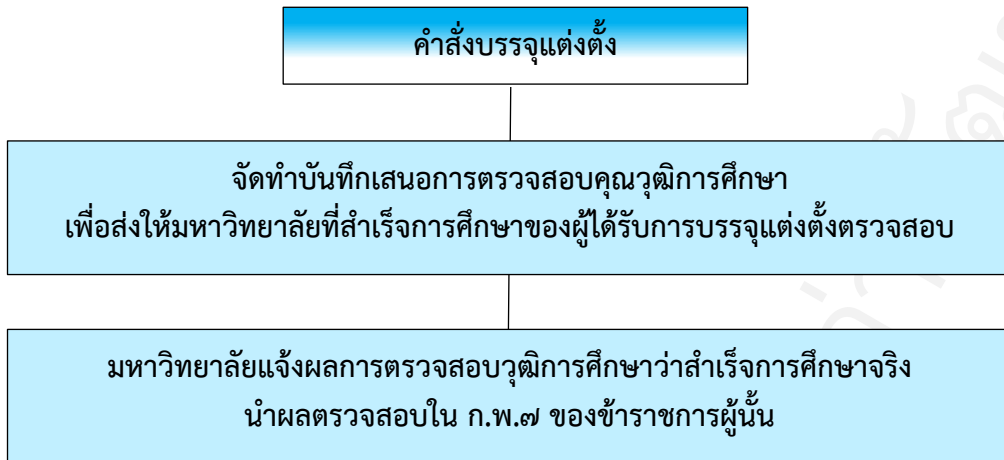 คำสั่งบรรจุแต่งตั้ง
จัดทำบันทึกเสนอการตรวจสอบคุณวุฒิการศึกษา
เพื่อส่งให้มหาวิทยาลัยที่สำเร็จการศึกษาของผู้ได้รับการบรรจุแต่งตั้งตรวจสอบ
มหาวิทยาลัยแจ้งผลการตรวจสอบวุฒิการศึกษาว่าสำเร็จการศึกษาจริง
นำผลตรวจสอบใน ก.พ.๗ ของข้าราชการผู้นั้น